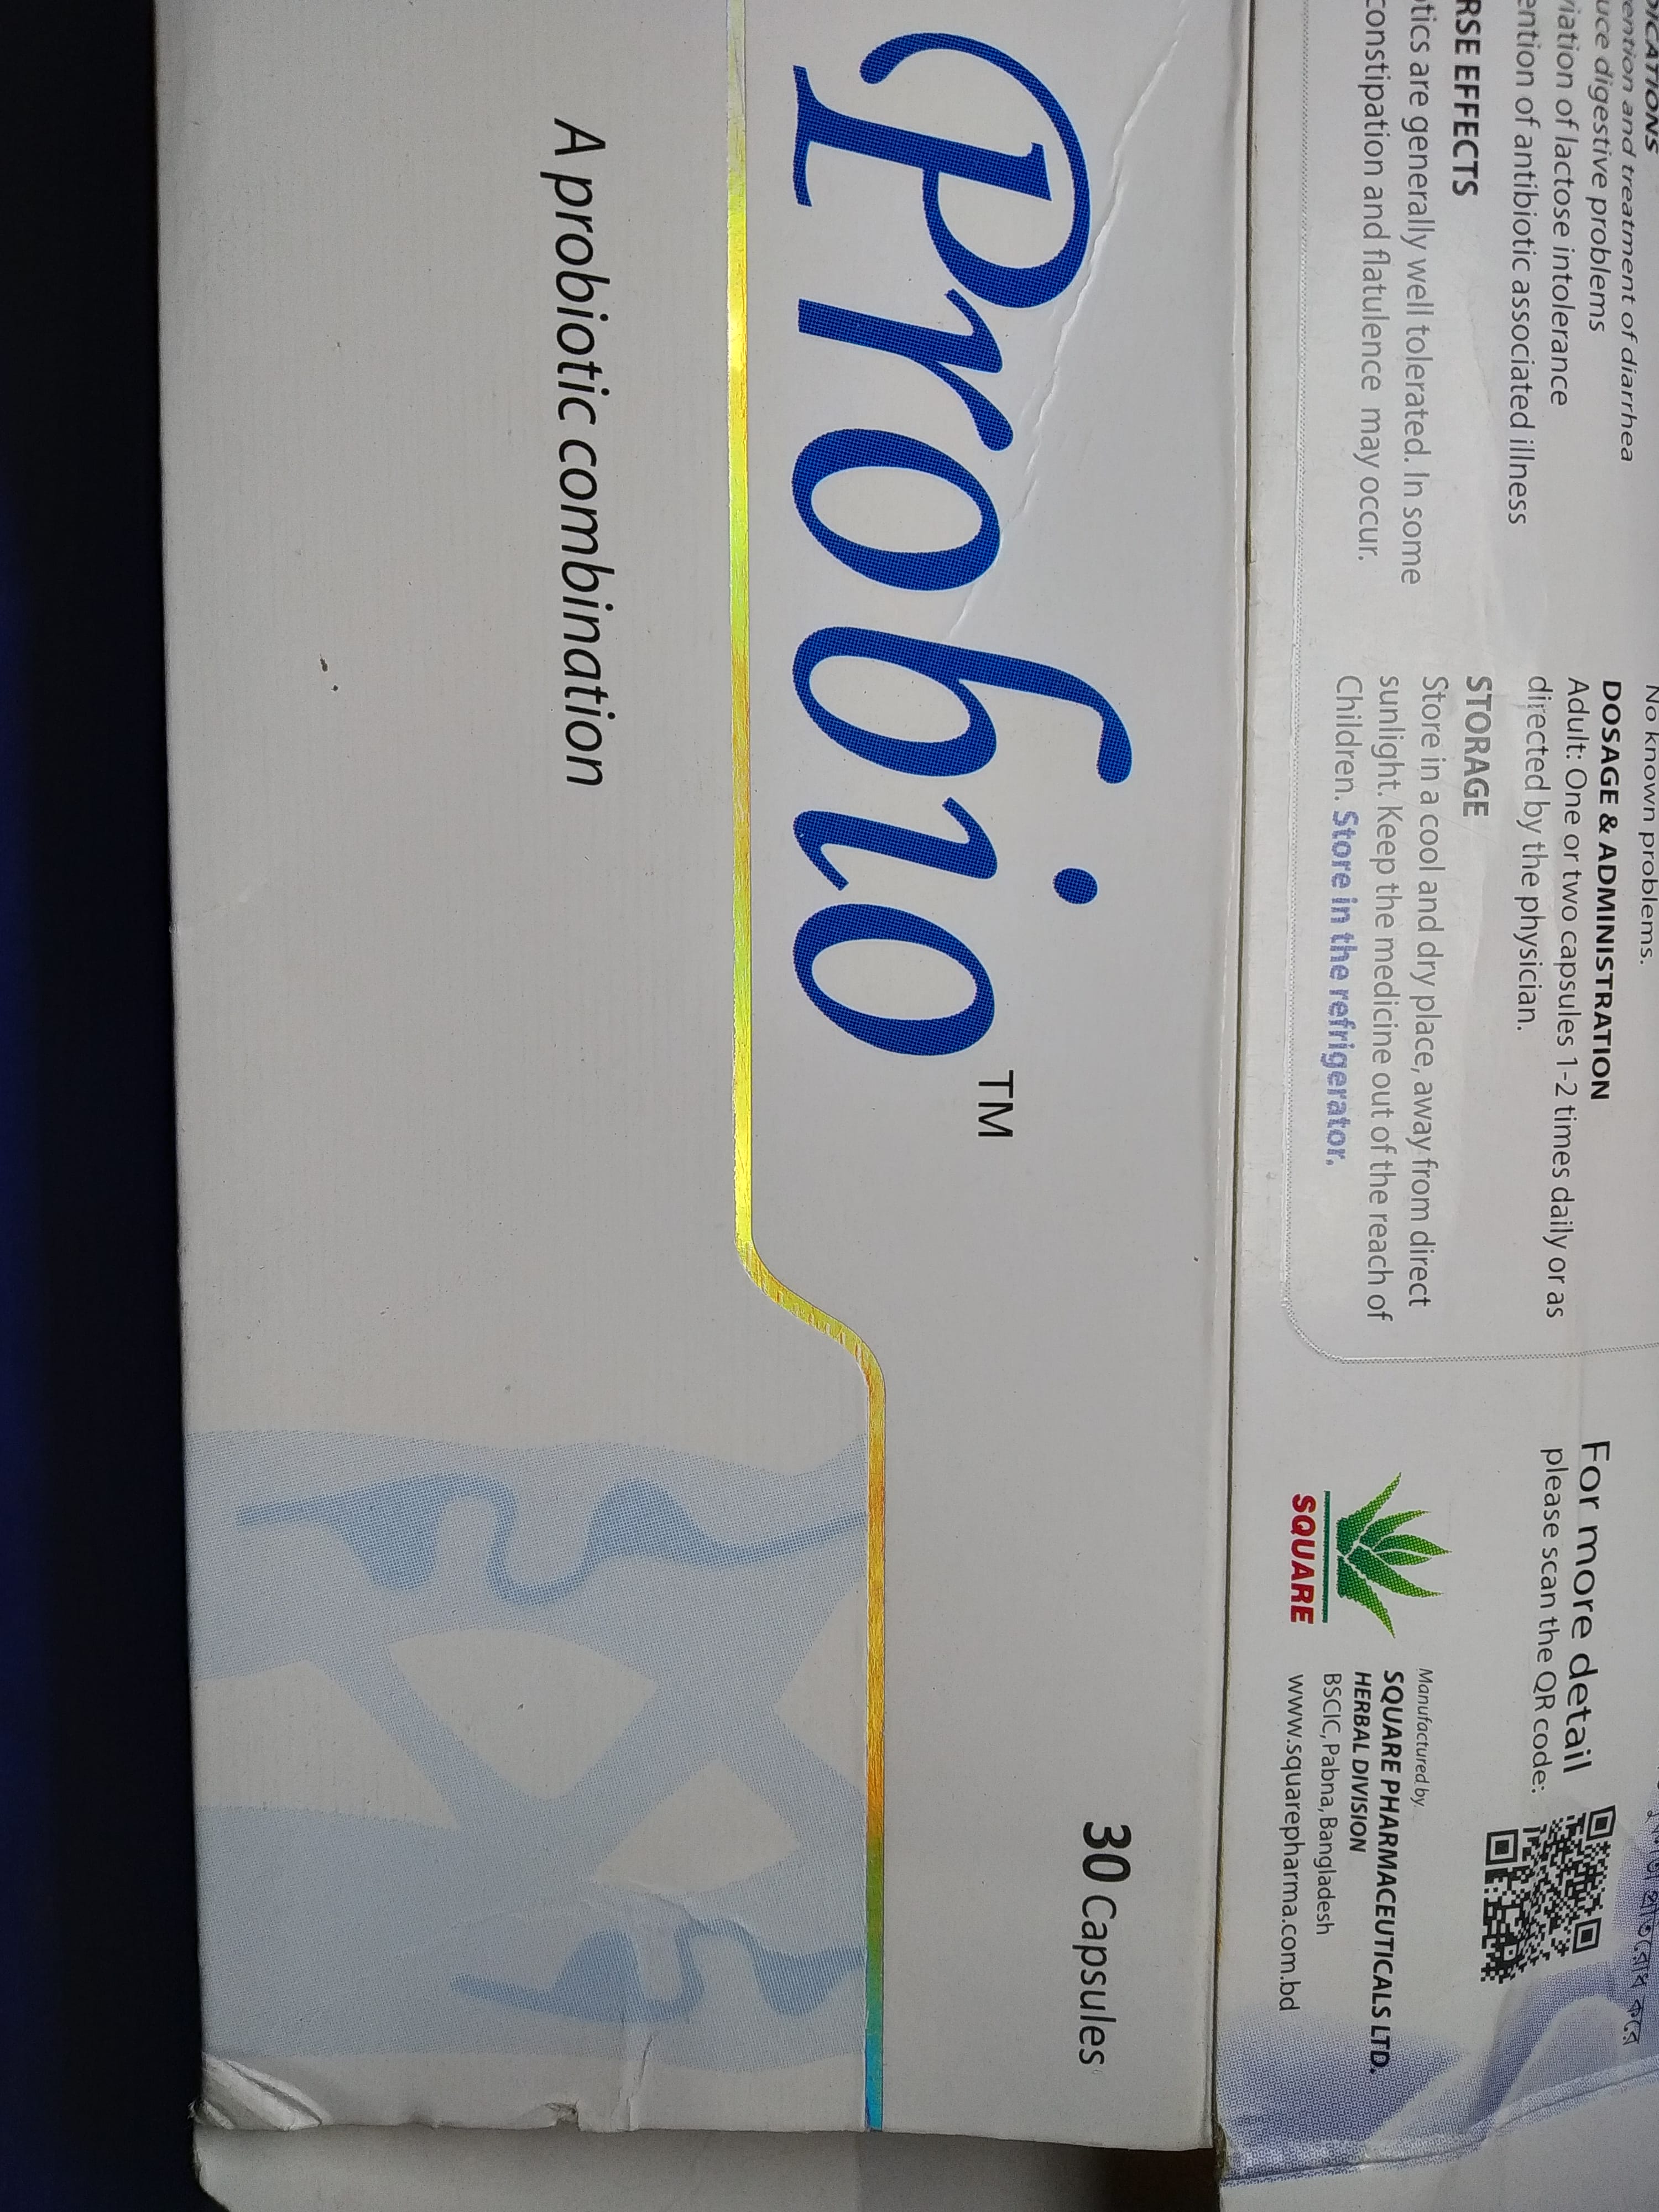 ention and treatment of diarrhea
uce digestive problems
viation of lactose intolerance
ention of antibiotic associated illness
RSE EFFECTS
tics are generally well tolerated. In some
constipation and flatulence may occur.
No known problems.
DOSAGE & ADMINISTRATION
Adult: One or two capsules 1-2 times daily or as
directed by the physician.
STORAGE
Store in a cool and dry place, away from direct
sunlight. Keep the medicine out of the reach of
Children. Store in the refrigerator.
প্রতিরোধ করে
For more detail
please scan the QR code:
SQUARE
Manufactured by
SQUARE PHARMACEUTICALS LTD.
HERBAL DIVISION
BSCIC, Pabna, Bangladesh
www.squarepharma.com.bd
30 Capsules
Probio™
A probiotic combination